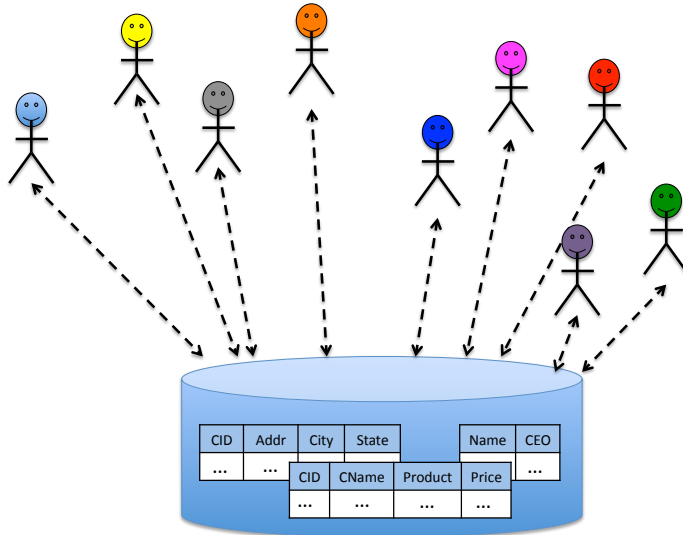 CID Addr City State
... ...
Name CEO
...
CID CName Product Price
... ... ... ...